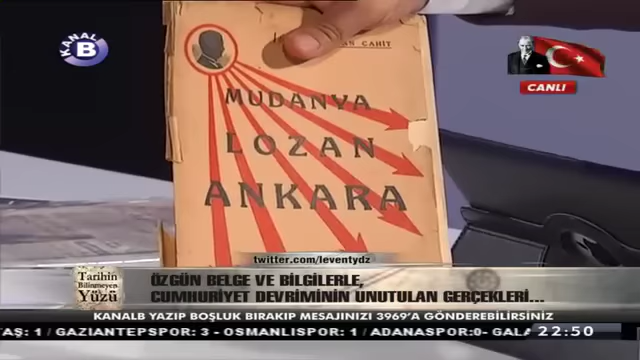 KANAL
B
CANLI
CAHİT
MUDANYA
LOZAN
ANKARA
twitter.com/leventydz
Tarihin
Bilinmeyen
Yüzü
ÖZGÜN BELGE VE BİLGİLERLE,
CUMHURİYET DEVRİMİNİN UNUTULAN GERÇEKLERİ...
KANALB YAZIP BOŞLUK BIRAKIP MESAJINIZI 3969'A GÖNDEREBİLİRSİNİZ
TAŞ: 1 / GAZİANTEPSPOR: 3 - OSMANLISPOR: 1 / ADANASPOR:0- GALA
22:50